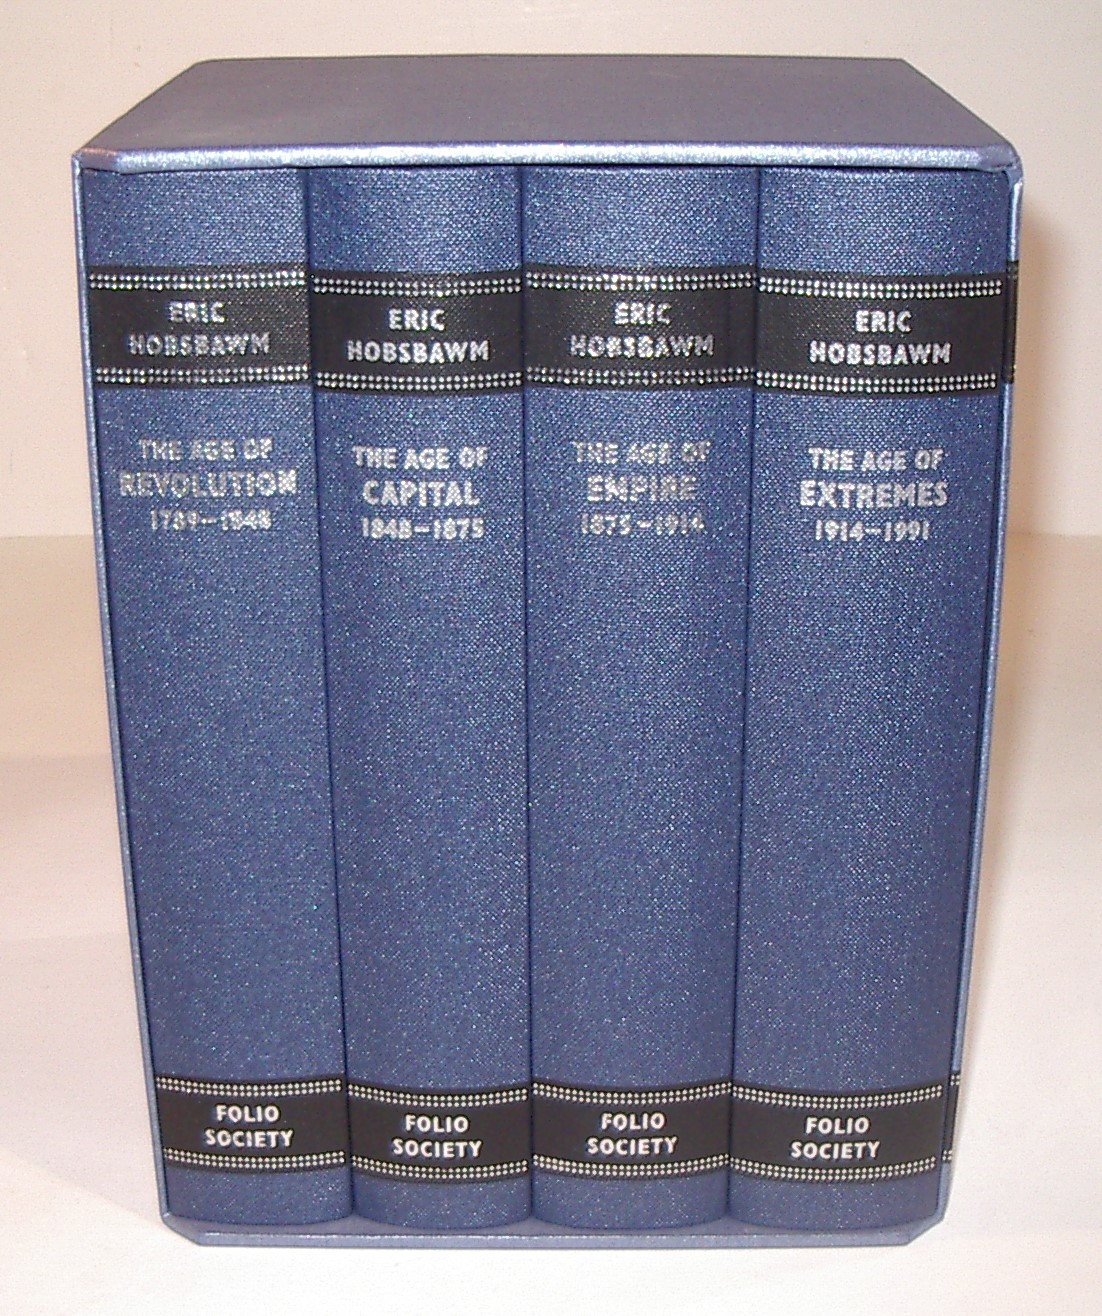 ERIC
HOBSBAWM
THE AGE OF
REVOLUTION
1789–1848
FOLIO
SOCIETY
ERIC
HOBSBAWM
THE AGE OF
CAPITAL
1848–1875
FOLIO
SOCIETY
ERIC
HOBSBAWM
THE AGE OF
EMPIRE
1875–1914
FOLIO
SOCIETY
ERIC
HOBSBAWM
THE AGE OF
EXTREMES
1914–1991
FOLIO
SOCIETY